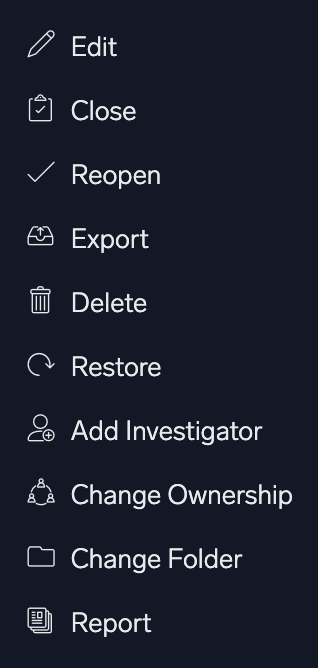 Edit
Close
Reopen
Export
Delete
Restore
Add Investigator
Change Ownership
Change Folder
Report